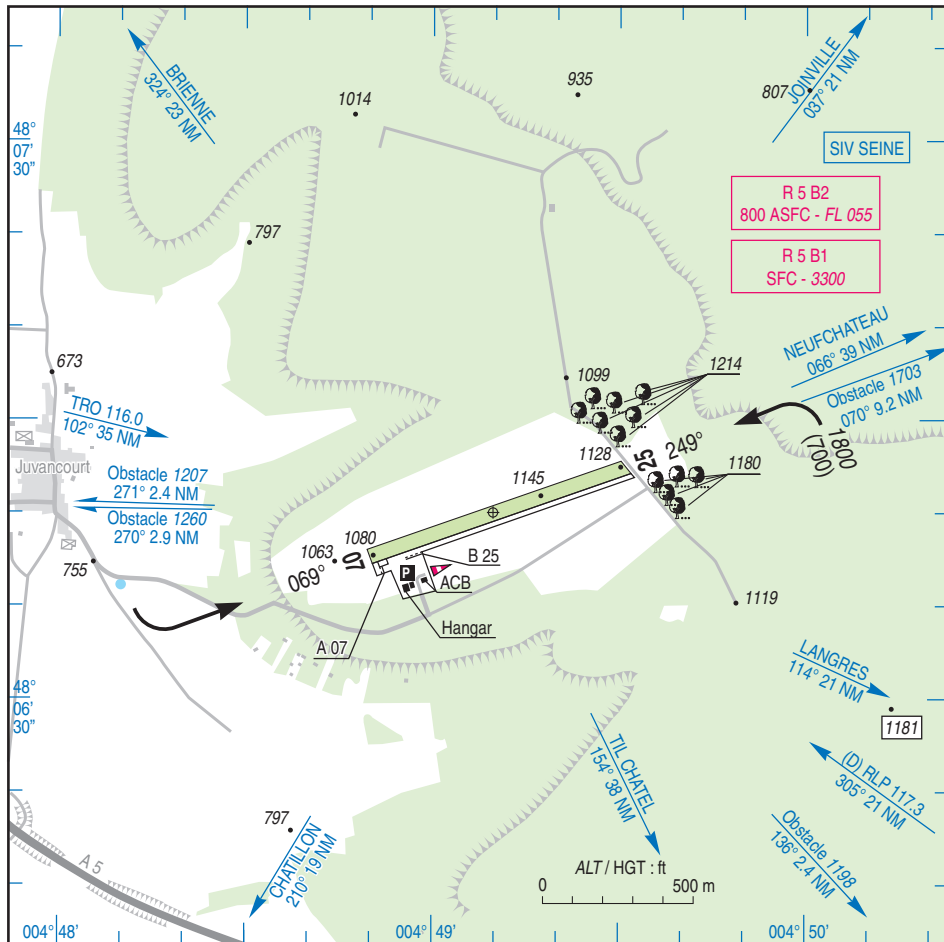 BRIENNE
324° 23 NM
1014
935
807
JOINVILLE
037° 21 NM
48°
07'
30"
SIV SEINE
R 5 B2
800 ASFC - FL 055
R 5 B1
SFC - 3300
797
NEUFCHATEAU
066° 39 NM
Obstacle 1703
070° 9.2 NM
673
1099
1214
TRO 116.0
102° 35 NM
1800
(700)
Juvancourt
Obstacle 1207
271° 2.4 NM
Obstacle 1260
270° 2.9 NM
1128
25
249°
1180
1145
1080
1063
07
069°
P
B 25
ACB
Hangar
A 07
755
1119
48°
06'
30"
LANGRES
114° 21 NM
1181
TIL CHATEL
154° 38 NM
(D) RLP 117.3
305° 21 NM
797
CHATILLON
210° 19 NM
Obstacle 1198
136° 2.4 NM
A 5
ALT / HGT : ft
0 500 m
004° 48'
004° 49'
004° 50'